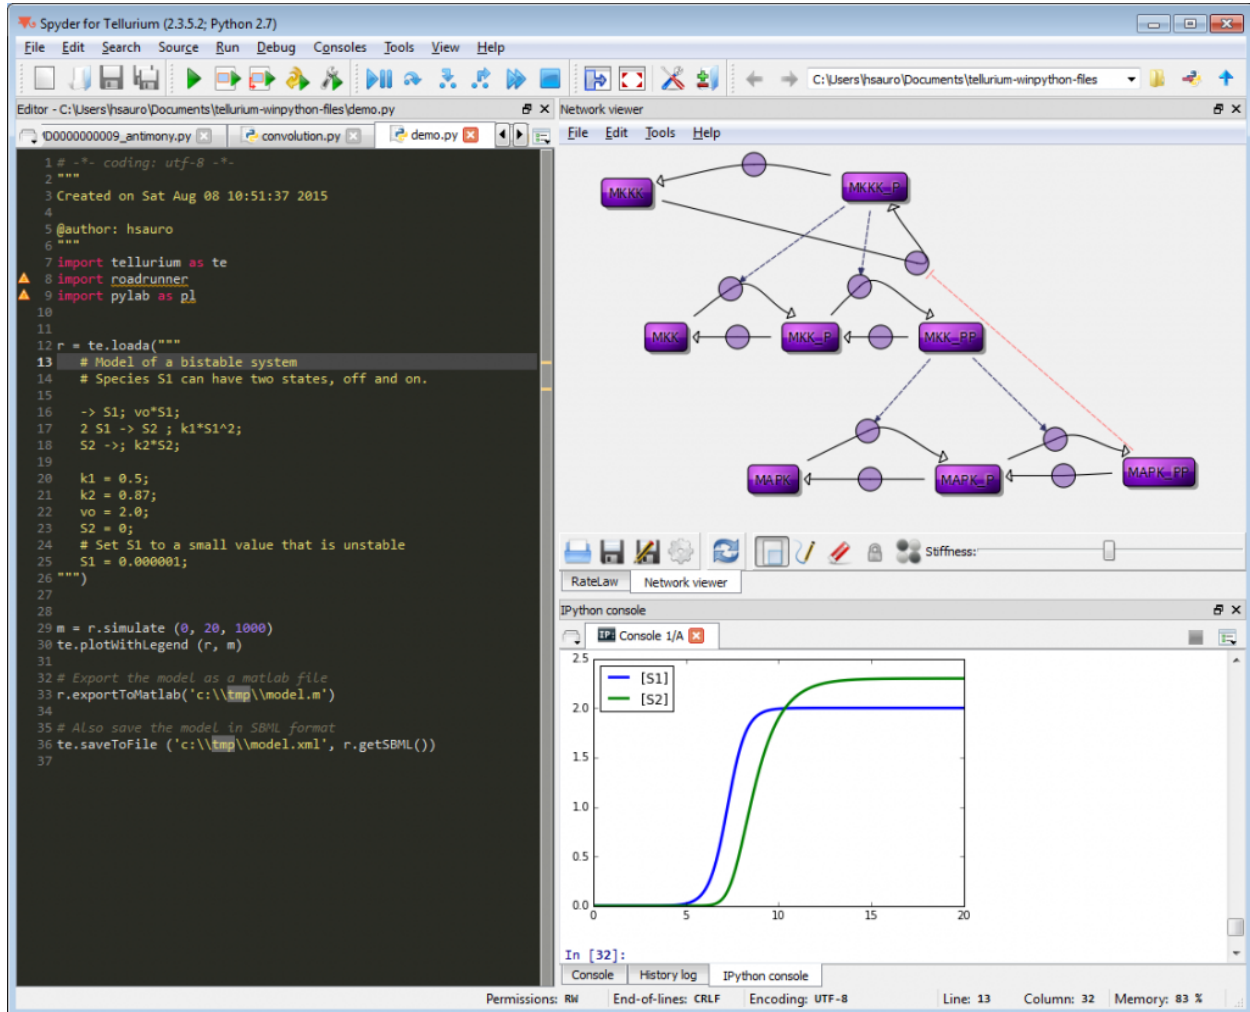 Spyder for Tellurium (2.3.5.2; Python 2.7)
File Edit Search Source Run Debug Consoles Tools View Help
C:\Users\hsauro\Documents\tellurium-winpython-files
Editor - C:\Users\hsauro\Documents\tellurium-winpython-files\demo.py
0000000009_antimony.py convolution.py demo.py
1 # -*- coding: utf-8 -*-
2 """
3 Created on Sat Aug 08 10:51:37 2015
4
5 @author: hsauro
6 """
7 import tellurium as te
8 import roadrunner
9 import pylab as pl
10
11
12 r = te.loada("""
13 # Model of a bistable system
14 # Species S1 can have two states, off and on.
15
16 -> S1; vo*S1;
17 2 S1 -> S2 ; k1*S1^2;
18 S2 ->; k2*S2;
19
20 k1 = 0.5;
21 k2 = 0.87;
22 vo = 2.0;
23 S2 = 0;
24 # Set S1 to a small value that is unstable
25 S1 = 0.000001;
26 """)
27
28
29 m = r.simulate (0, 20, 1000)
30 te.plotWithLegend (r, m)
31
32 # Export the model as a matlab file
33 r.exportToMatlab('c:\\tmp\\model.m')
34
35 # Also save the model in SBML format
36 te.saveToFile ('c:\\tmp\\model.xml', r.getSBML())
37
Network viewer
File Edit Tools Help
MKKK MKKK_P
MKK MKK_P MKK_PP
MAPK MAPK_P MAPK_PP
Stiffness:
RateLaw Network viewer
IPython console
IP: Console 1/A
2.5
2.0
1.5
1.0
0.5
0.0
[S1]
[S2]
0 5 10 15 20
In [32]:
Console History log IPython console
Permissions: RW End-of-lines: CRLF Encoding: UTF-8 Line: 13 Column: 32 Memory: 83 %